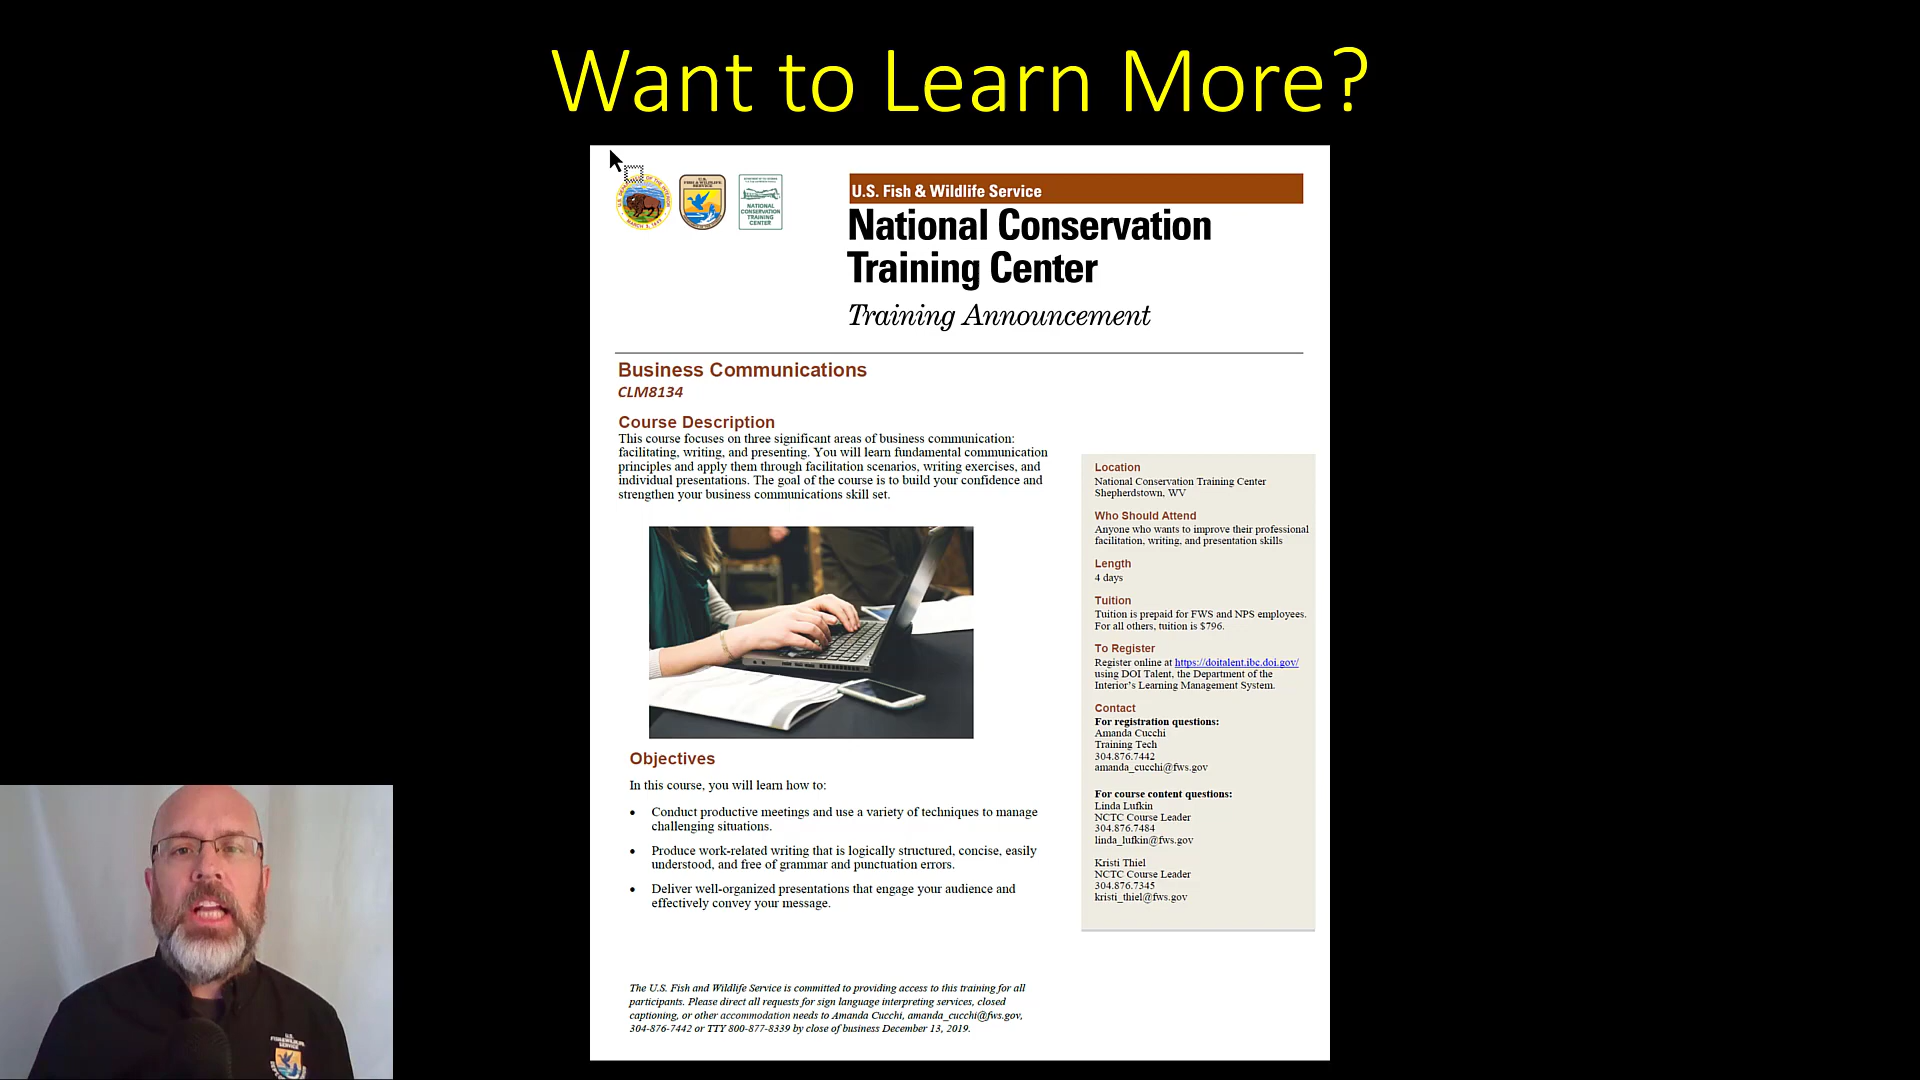 Want to Learn More?
U.S. Fish & Wildlife Service
National Conservation
Training Center
Training Announcement
NATIONAL
CONSERVATION
TRAINING
CENTER
U.S.
FISH & WILDLIFE
SERVICE
MARCH 3, 1849
Business Communications
CLM8134
Course Description
This course focuses on three significant areas of business communication:
facilitating, writing, and presenting. You will learn fundamental communication
principles and apply them through facilitation scenarios, writing exercises, and
individual presentations. The goal of the course is to build your confidence and
strengthen your business communications skill set.
Objectives
In this course, you will learn how to:
• Conduct productive meetings and use a variety of techniques to manage
challenging situations.
• Produce work-related writing that is logically structured, concise, easily
understood, and free of grammar and punctuation errors.
• Deliver well-organized presentations that engage your audience and
effectively convey your message.
The U.S. Fish and Wildlife Service is committed to providing access to this training for all
participants. Please direct all requests for sign language interpreting services, closed
captioning, or other accommodation needs to Amanda Cucchi, amanda_cucchi@fws.gov,
304-876-7442 or TTY 800-877-8339 by close of business December 13, 2019.
Location
National Conservation Training Center
Shepherdstown, WV
Who Should Attend
Anyone who wants to improve their professional
facilitation, writing, and presentation skills
Length
4 days
Tuition
Tuition is prepaid for FWS and NPS employees.
For all others, tuition is $796.
To Register
Register online at https://doitalent.ibc.doi.gov/
using DOI Talent, the Department of the
Interior's Learning Management System.
Contact
For registration questions:
Amanda Cucchi
Training Tech
304.876.7442
amanda_cucchi@fws.gov
For course content questions:
Linda Lufkin
NCTC Course Leader
304.876.7484
linda_lufkin@fws.gov
Kristi Thiel
NCTC Course Leader
304.876.7345
kristi_thiel@fws.gov
U.S.
FISH & WILDLIFE
SERVICE